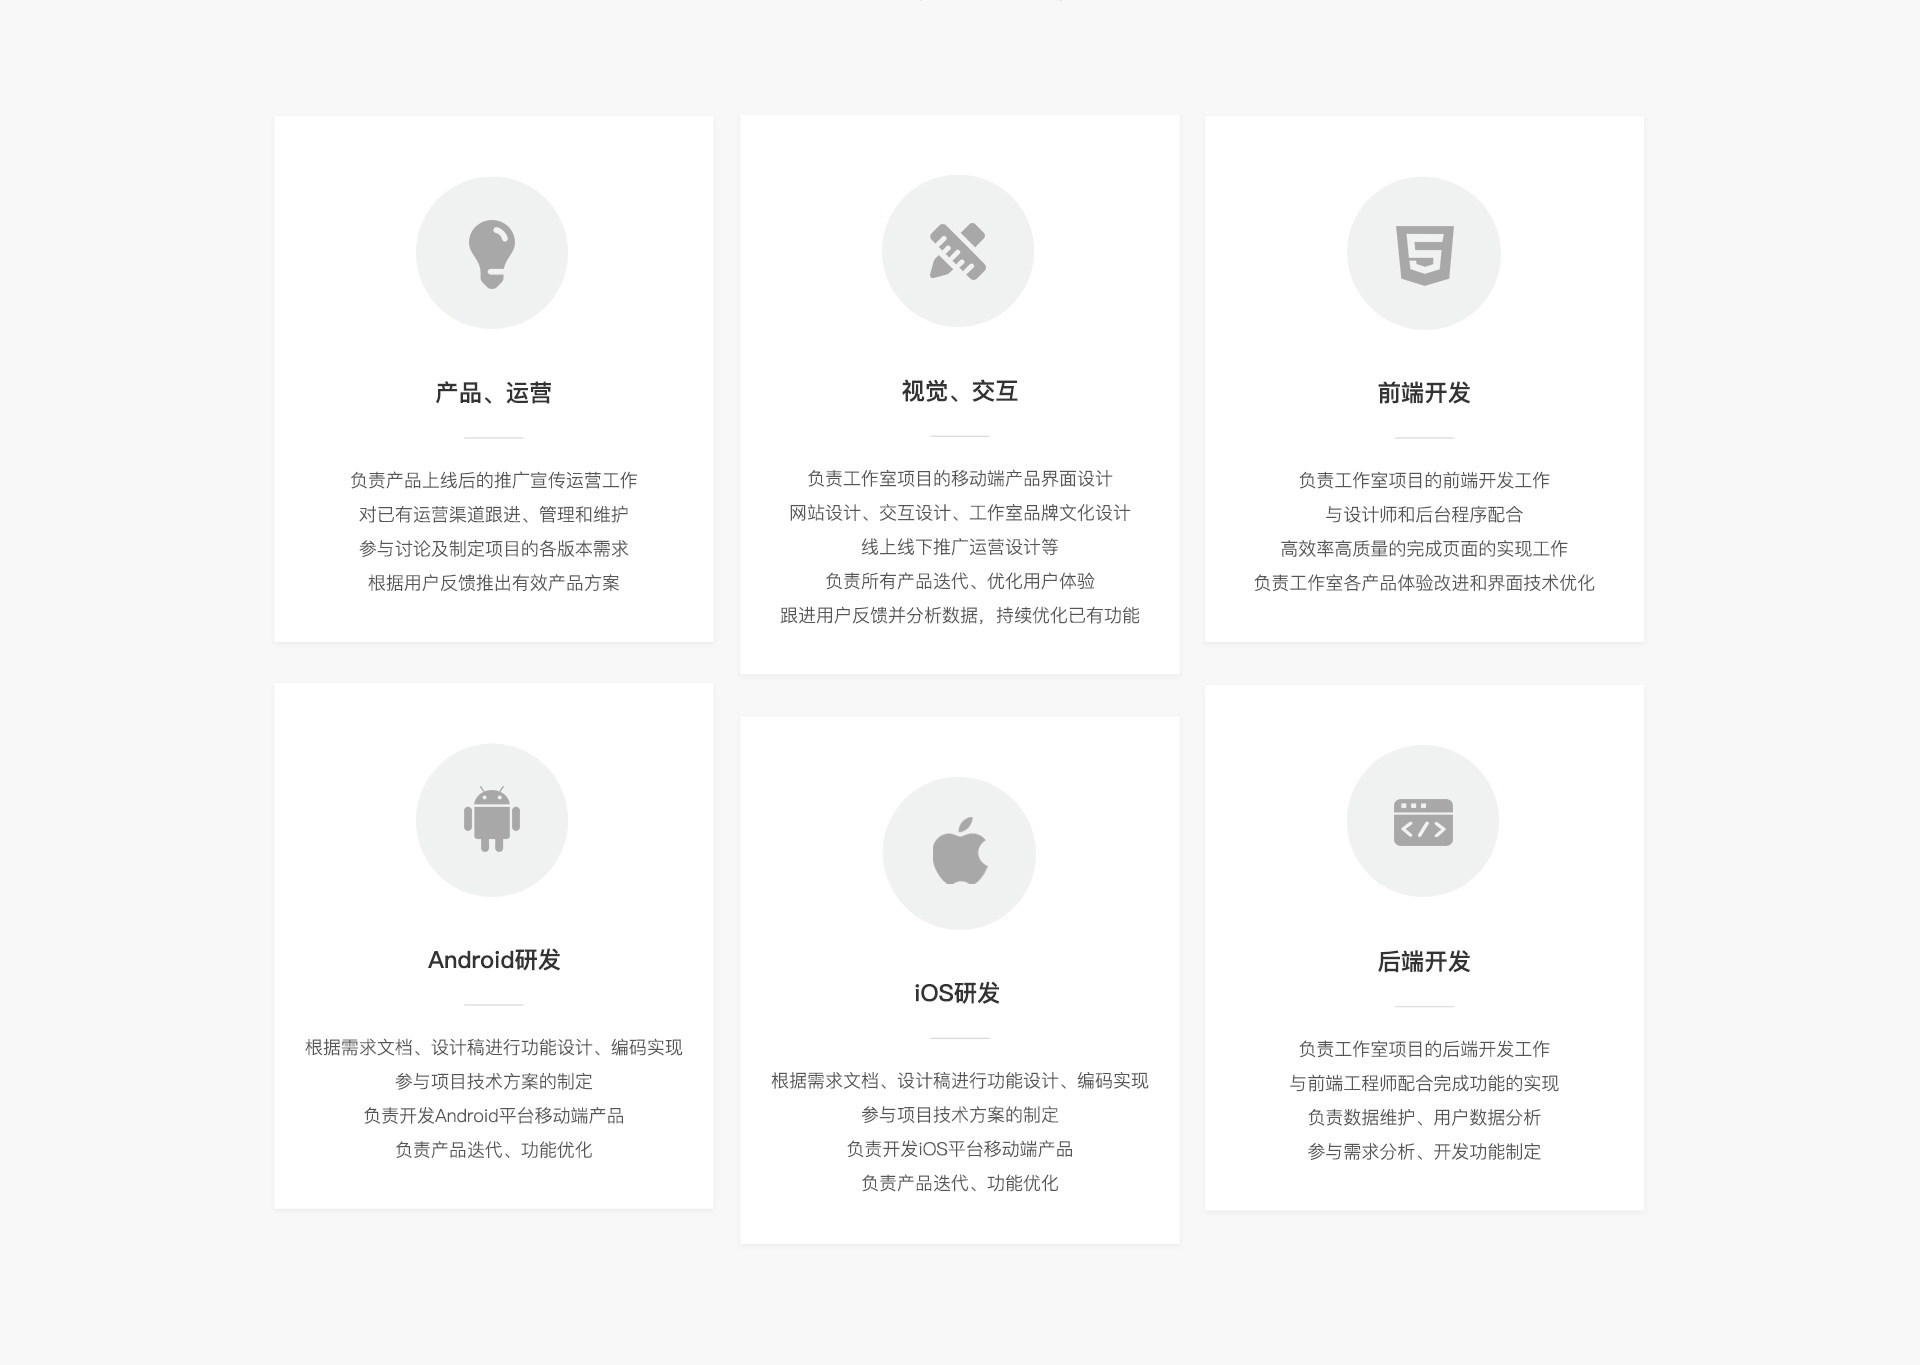 产品、运营
负责产品上线后的推广宣传运营工作
对已有运营渠道跟进、管理和维护
参与讨论及制定项目的各版本需求
根据用户反馈推出有效产品方案
视觉、交互
负责工作室项目的移动端产品界面设计
网站设计、交互设计、工作室品牌文化设计
线上线下推广运营设计等
负责所有产品迭代、优化用户体验
跟进用户反馈并分析数据，持续优化已有功能
前端开发
负责工作室项目的前端开发工作
与设计师和后台程序配合
高效率高质量的完成页面的实现工作
负责工作室各产品体验改进和界面技术优化
Android研发
根据需求文档、设计稿进行功能设计、编码实现
参与项目技术方案的制定
负责开发Android平台移动端产品
负责产品迭代、功能优化
iOS研发
根据需求文档、设计稿进行功能设计、编码实现
参与项目技术方案的制定
负责开发iOS平台移动端产品
负责产品迭代、功能优化
后端开发
负责工作室项目的后端开发工作
与前端工程师配合完成功能的实现
负责数据维护、用户数据分析
参与需求分析、开发功能制定